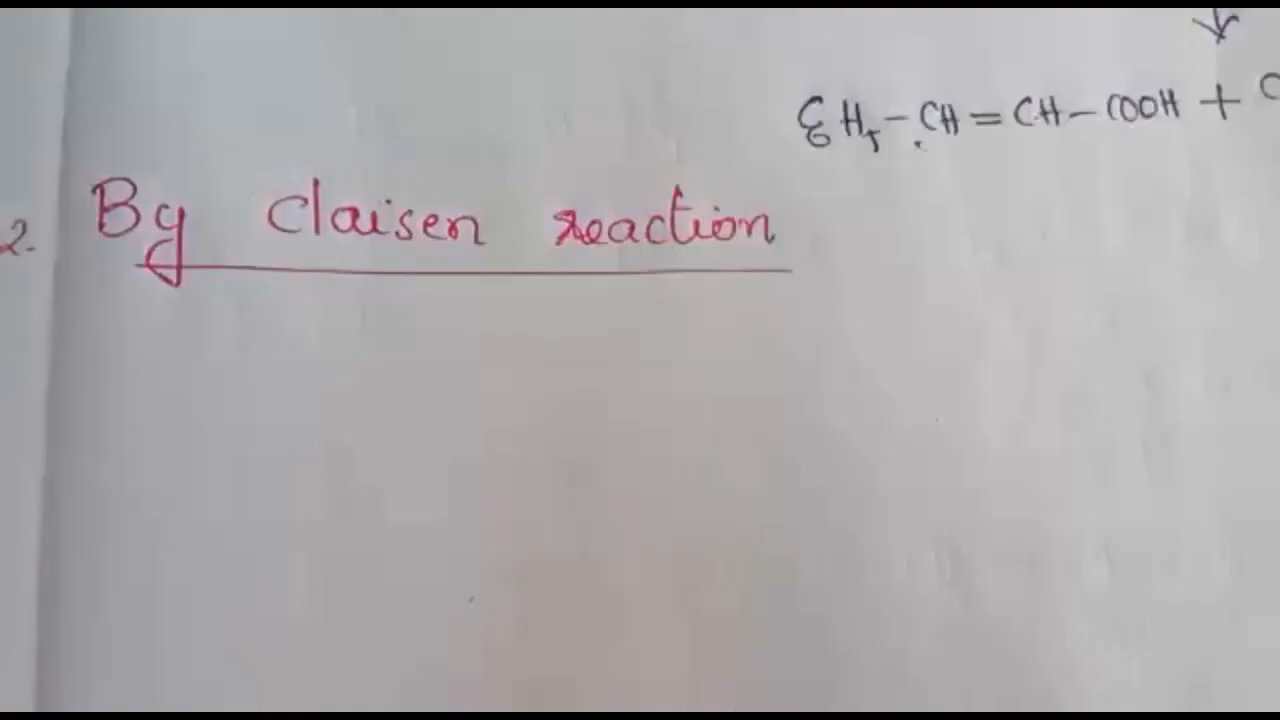 C6H5-CH=CH-COOH + C
2. By Claisen reaction